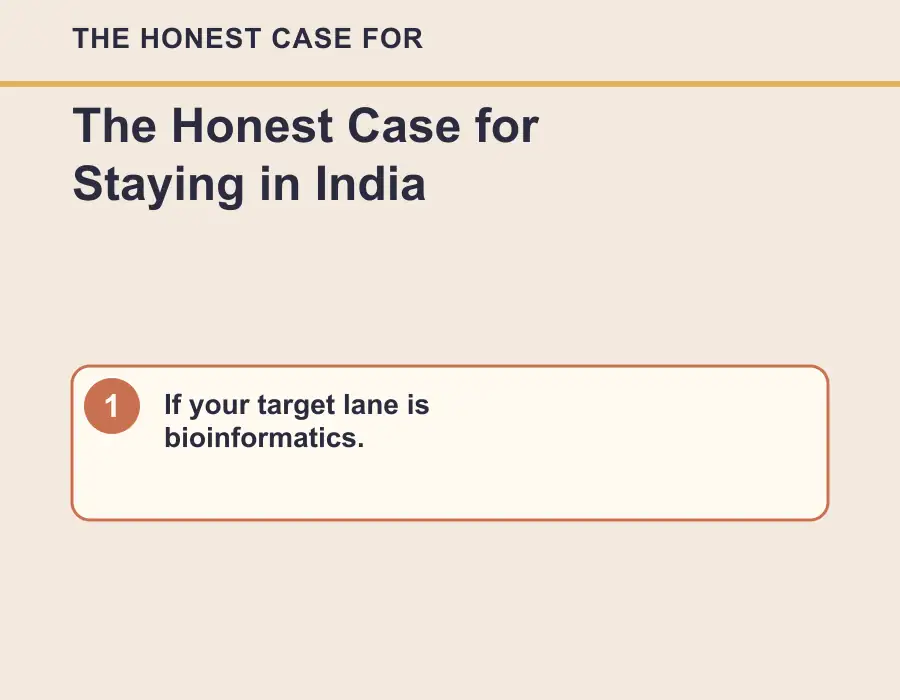 THE HONEST CASE FOR
The Honest Case for
Staying in India
1
If your target lane is
bioinformatics.